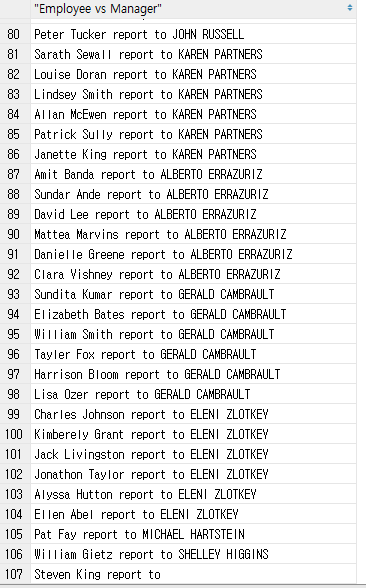 "Employee vs Manager"
80 Peter Tucker report to JOHN RUSSELL
81 Sarath Sewall report to KAREN PARTNERS
82 Louise Doran report to KAREN PARTNERS
83 Lindsey Smith report to KAREN PARTNERS
84 Allan McEwen report to KAREN PARTNERS
85 Patrick Sully report to KAREN PARTNERS
86 Janette King report to KAREN PARTNERS
87 Amit Banda report to ALBERTO ERRAZURIZ
88 Sundar Ande report to ALBERTO ERRAZURIZ
89 David Lee report to ALBERTO ERRAZURIZ
90 Mattea Marvins report to ALBERTO ERRAZURIZ
91 Danielle Greene report to ALBERTO ERRAZURIZ
92 Clara Vishney report to ALBERTO ERRAZURIZ
93 Sundita Kumar report to GERALD CAMBRAULT
94 Elizabeth Bates report to GERALD CAMBRAULT
95 William Smith report to GERALD CAMBRAULT
96 Tayler Fox report to GERALD CAMBRAULT
97 Harrison Bloom report to GERALD CAMBRAULT
98 Lisa Ozer report to GERALD CAMBRAULT
99 Charles Johnson report to ELENI ZLOTKEY
100 Kimberely Grant report to ELENI ZLOTKEY
101 Jack Livingston report to ELENI ZLOTKEY
102 Jonathon Taylor report to ELENI ZLOTKEY
103 Alyssa Hutton report to ELENI ZLOTKEY
104 Ellen Abel report to ELENI ZLOTKEY
105 Pat Fay report to MICHAEL HARTSTEIN
106 William Gietz report to SHELLEY HIGGINS
107 Steven King report to